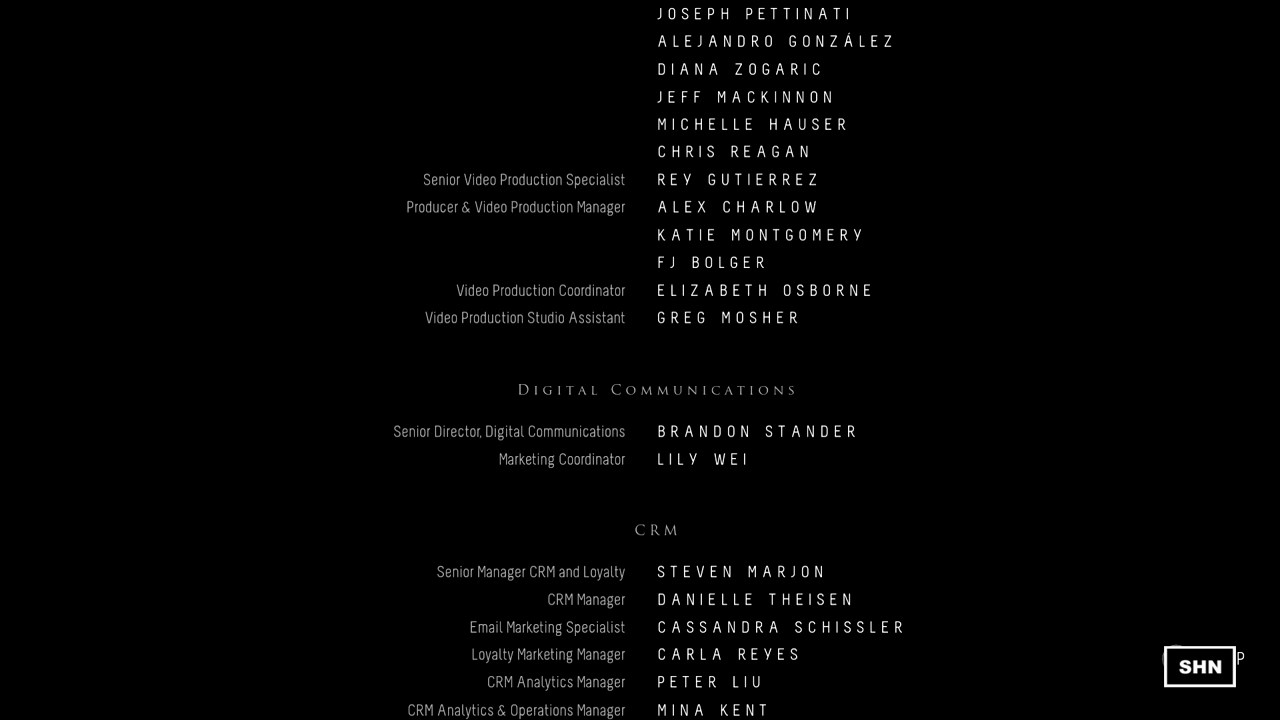 JOSEPH PETTINATI
ALEJANDRO GONZÁLEZ
DIANA ZOGARIC
JEFF MACKINNON
MICHELLE HAUSER
CHRIS REAGAN
Senior Video Production Specialist REY GUTIERREZ
Producer & Video Production Manager ALEX CHARLOW
KATIE MONTGOMERY
FJ BOLGER
Video Production Coordinator ELIZABETH OSBORNE
Video Production Studio Assistant GREG MOSHER
DIGITAL COMMUNICATIONS
Senior Director, Digital Communications BRANDON STANDER
Marketing Coordinator LILY WEI
CRM
Senior Manager CRM and Loyalty STEVEN MARJON
CRM Manager DANIELLE THEISEN
Email Marketing Specialist CASSANDRA SCHISSLER
Loyalty Marketing Manager CARLA REYES
CRM Analytics Manager PETER LIU
CRM Analytics & Operations Manager MINA KENT
SHN